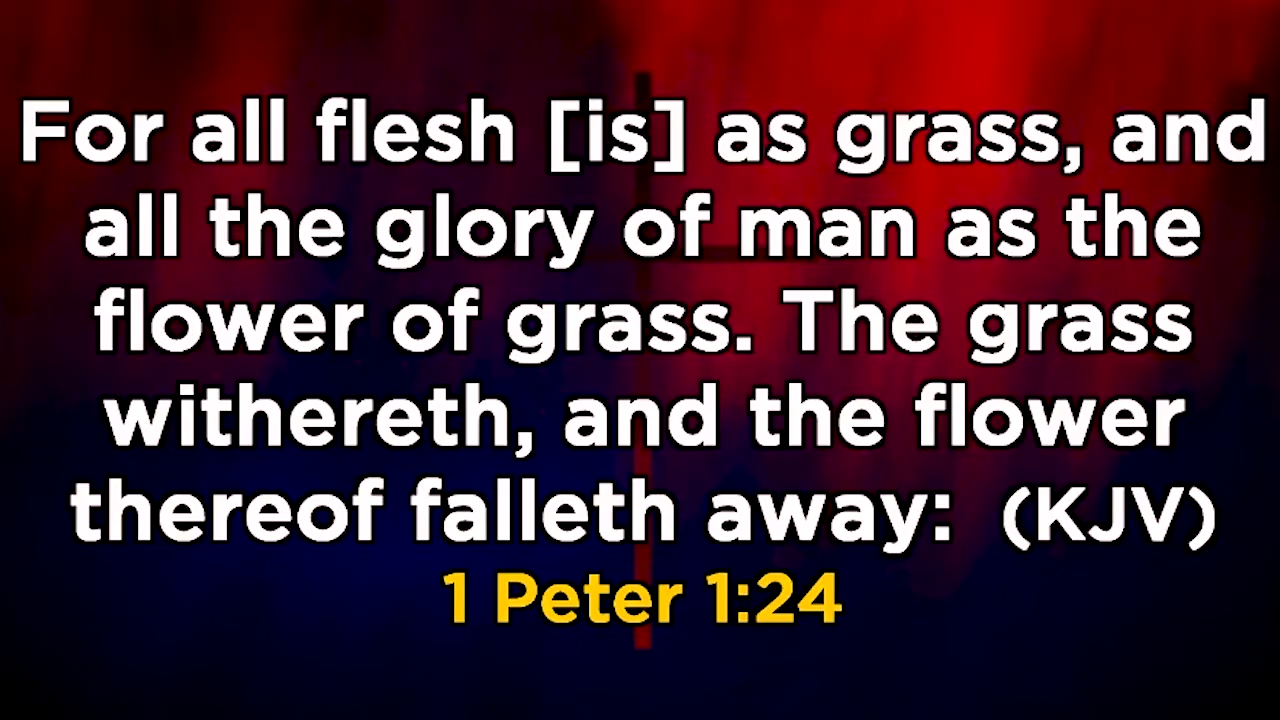 For all flesh [is] as grass, and
all the glory of man as the
flower of grass. The grass
withereth, and the flower
thereof falleth away: (KJV)
1 Peter 1:24